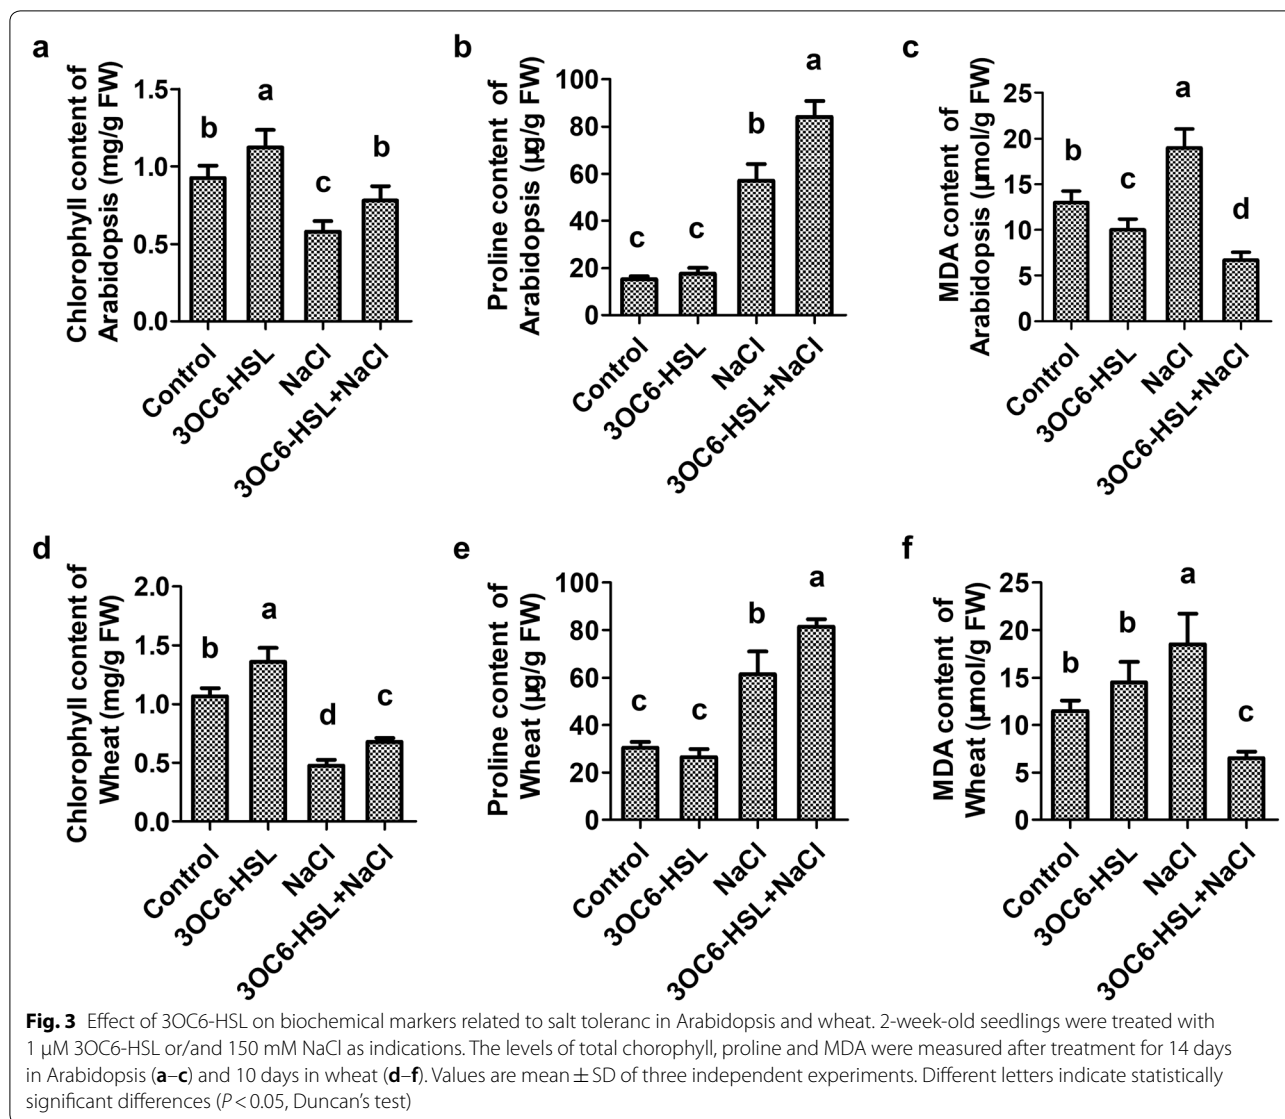 a
Chlorophyll content of
Arabidopsis (mg/g FW)
1.5
1.0
0.5
0.0
b
a
c
b
Control
3OC6-HSL
NaCl
3OC6-HSL+NaCl
b
Proline content of
Arabidopsis (µg/g FW)
100
80
60
40
20
0
c
c
b
a
Control
3OC6-HSL
NaCl
3OC6-HSL+NaCl
c
MDA content of
Arabidopsis (µmol/g FW)
25
20
15
10
5
0
b
c
a
d
Control
3OC6-HSL
NaCl
3OC6-HSL+NaCl
d
Chlorophyll content of
Wheat (mg/g FW)
2.0
1.5
1.0
0.5
0.0
b
a
d
c
Control
3OC6-HSL
NaCl
3OC6-HSL+NaCl
e
Proline content of
Wheat (µg/g FW)
100
80
60
40
20
0
c
c
b
a
Control
3OC6-HSL
NaCl
3OC6-HSL+NaCl
f
MDA content of
Wheat (µmol/g FW)
25
20
15
10
5
0
b
b
a
c
Control
3OC6-HSL
NaCl
3OC6-HSL+NaCl
Fig. 3 Effect of 3OC6-HSL on biochemical markers related to salt toleranc in Arabidopsis and wheat. 2-week-old seedlings were treated with
1 µM 3OC6-HSL or/and 150 mM NaCl as indications. The levels of total chorophyll, proline and MDA were measured after treatment for 14 days
in Arabidopsis (a–c) and 10 days in wheat (d–f). Values are mean ± SD of three independent experiments. Different letters indicate statistically
significant differences (P < 0.05, Duncan's test)